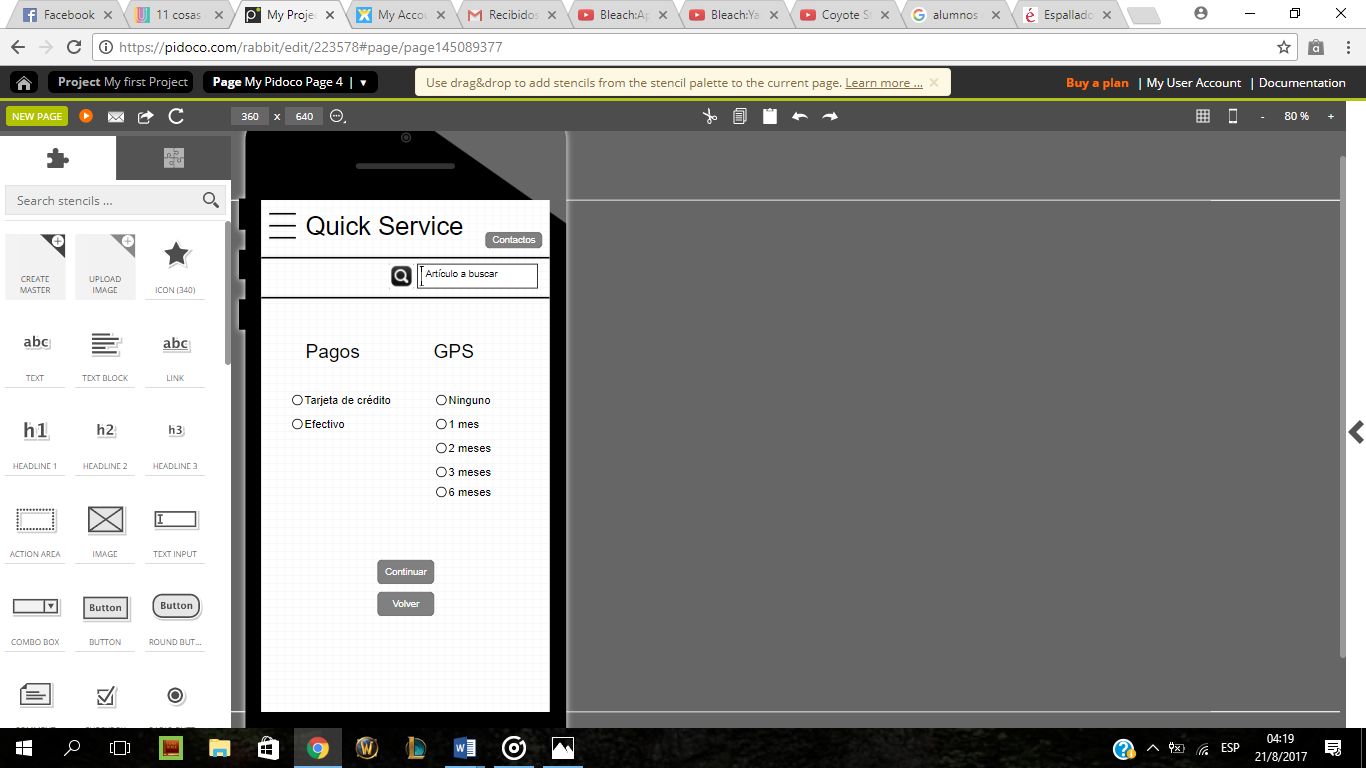 Facebook
11 cosas
My Proje
My Accou
Recibidos
Bleach:Ap
Bleach:Ya
Coyote St
alumnos
Espallado
https://pidoco.com/rabbit/edit/223578#page/page145089377
Project My first Project
Page My Pidoco Page 4 | ▼
Use drag&drop to add stencils from the stencil palette to the current page. Learn more ...
Buy a plan | My User Account | Documentation
NEW PAGE
360 x 640
- 80 % +
Search stencils ...
CREATE MASTER
UPLOAD IMAGE
ICON (340)
abc
abc
TEXT
TEXT BLOCK
LINK
h1
h2
h3
HEADLINE 1
HEADLINE 2
HEADLINE 3
ACTION AREA
IMAGE
TEXT INPUT
Button
Button
COMBO BOX
BUTTON
ROUND BUT...
Quick Service
Contactos
Artículo a buscar
Pagos
GPS
Tarjeta de crédito
Ninguno
Efectivo
1 mes
2 meses
3 meses
6 meses
Continuar
Volver
ESP
04:19
21/8/2017